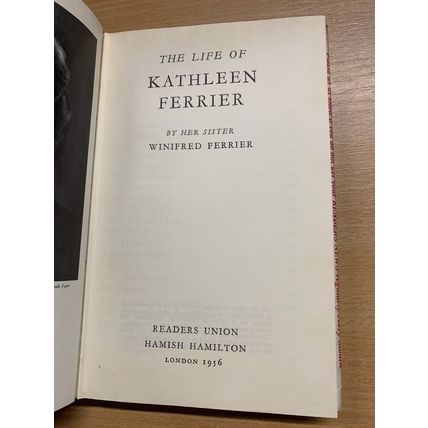 THE LIFE OF
KATHLEEN
FERRIER
BY HER SISTER
WINIFRED FERRIER
READERS UNION
HAMISH HAMILTON
LONDON 1956